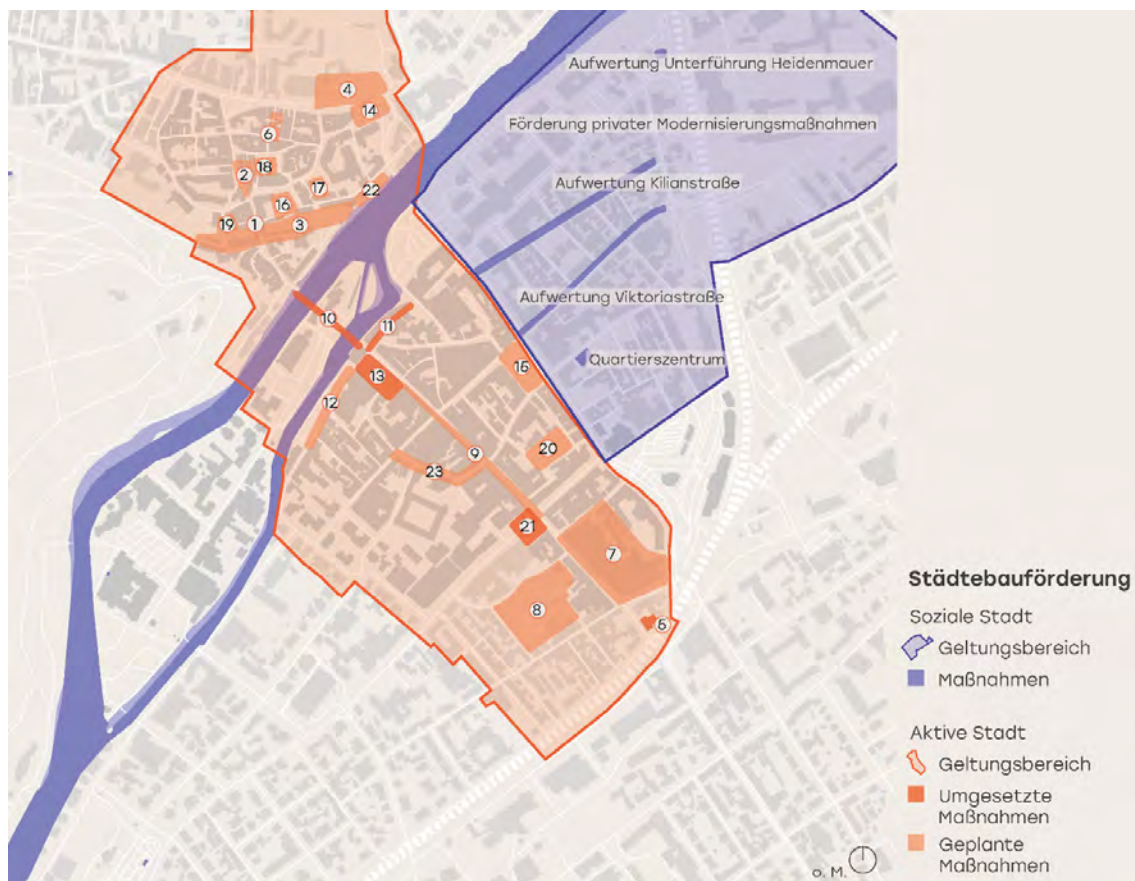 Aufwertung Unterführung Heidenmauer
4
14
Förderung privater Modernisierungsmaßnahmen
6
18
2
Aufwertung Kilianstraße
17
22
16
19
1
3
Aufwertung Viktoriastraße
10
11
Quartierszentrum
15
13
12
20
9
23
21
7
8
5
Städtebauförderung
Soziale Stadt
Geltungsbereich
Maßnahmen
Aktive Stadt
Geltungsbereich
Umgesetzte
Maßnahmen
Geplante
Maßnahmen
o. M.